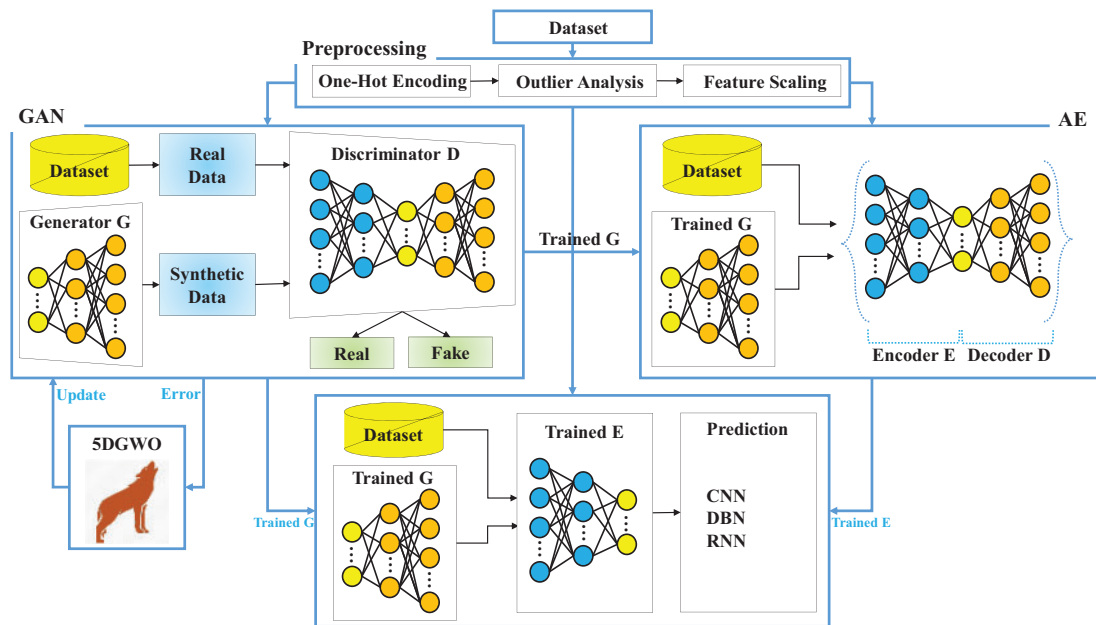 Dataset
Preprocessing
One-Hot Encoding
Outlier Analysis
Feature Scaling
GAN
Dataset
Real
Data
Discriminator D
Generator G
Synthetic
Data
Real
Fake
Trained G
AE
Dataset
Trained G
Encoder E
Decoder D
Update
Error
5DGWO
Trained G
Dataset
Trained G
Trained E
Prediction
CNN
DBN
RNN
Trained E